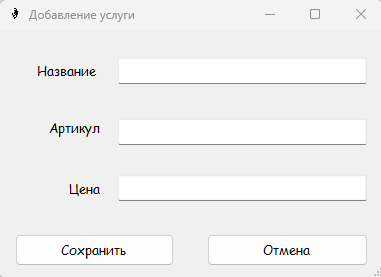 Добавление услуги
Название
Артикул
Цена
Сохранить Отмена